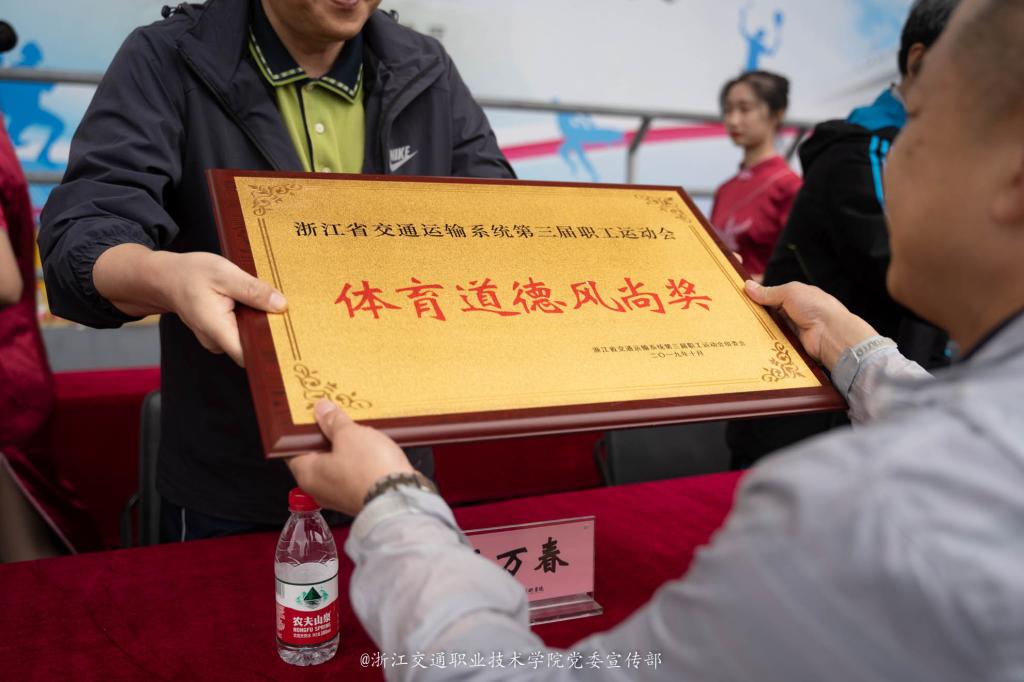 浙江省交通运输系统第三届职工运动会
体育道德风尚奖
浙江省交通运输系统第三届职工运动会组委会
二〇一九年十月
NIKE
万春
农夫山泉
NONGFU SPRING
@浙江交通职业技术学院党委宣传部